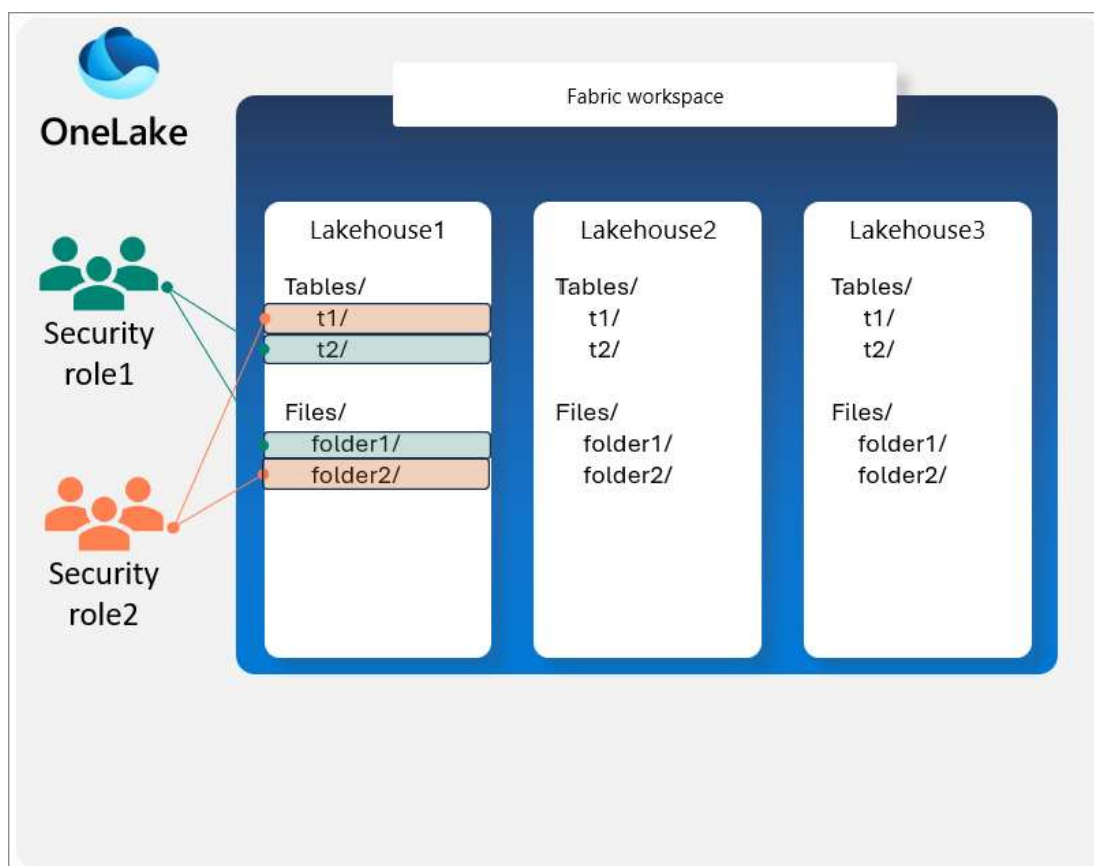 OneLake
Fabric workspace
Security
role1
Security
role2
Lakehouse1
Tables/
t1/
t2/
Files/
folder1/
folder2/
Lakehouse2
Tables/
t1/
t2/
Files/
folder1/
folder2/
Lakehouse3
Tables/
t1/
t2/
Files/
folder1/
folder2/